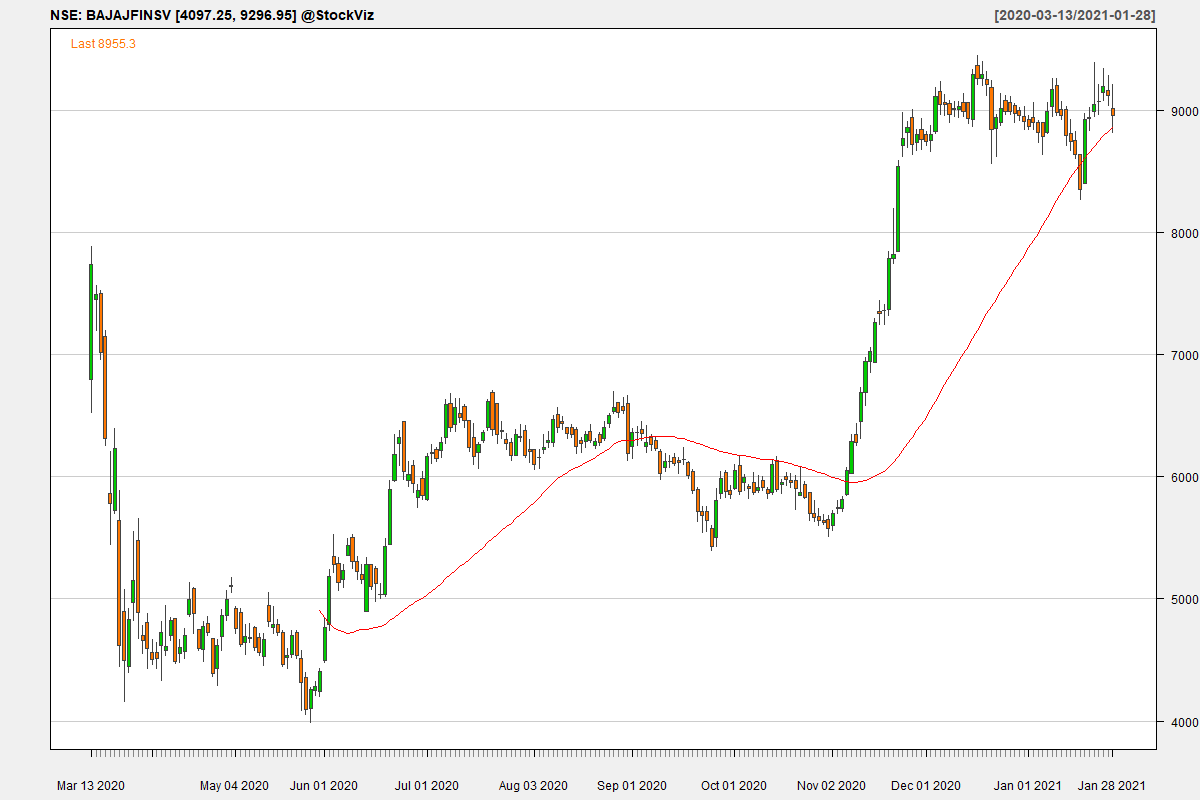 NSE: BAJAJFINSV [4097.25, 9296.95] @StockViz [2020-03-13/2021-01-28]
Last 8955.3
9000
8000
7000
6000
5000
4000
Mar 13 2020 May 04 2020 Jun 01 2020 Jul 01 2020 Aug 03 2020 Sep 01 2020 Oct 01 2020 Nov 02 2020 Dec 01 2020 Jan 01 2021 Jan 28 2021